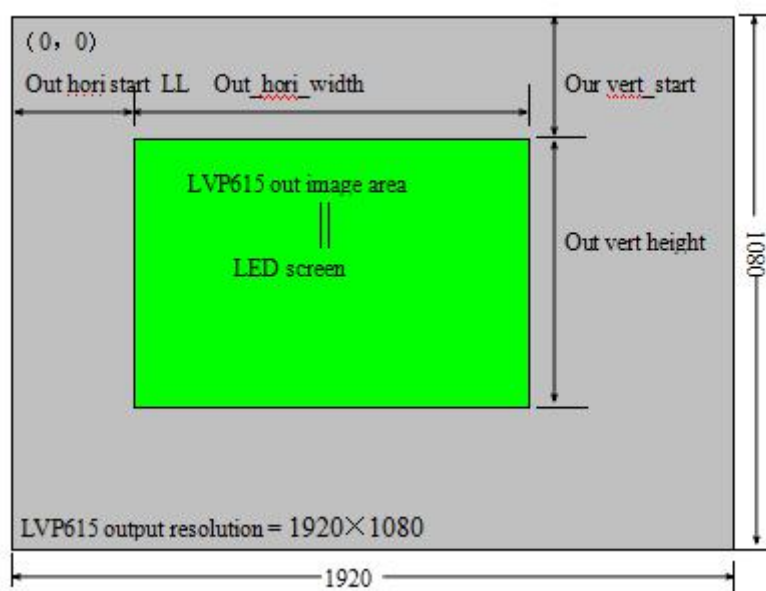 (0, 0)
Out hori start LL Out_hori_width
Our vert_start
LVP615 out image area
LED screen
Out vert height
1080
LVP615 output resolution = 1920×1080
1920